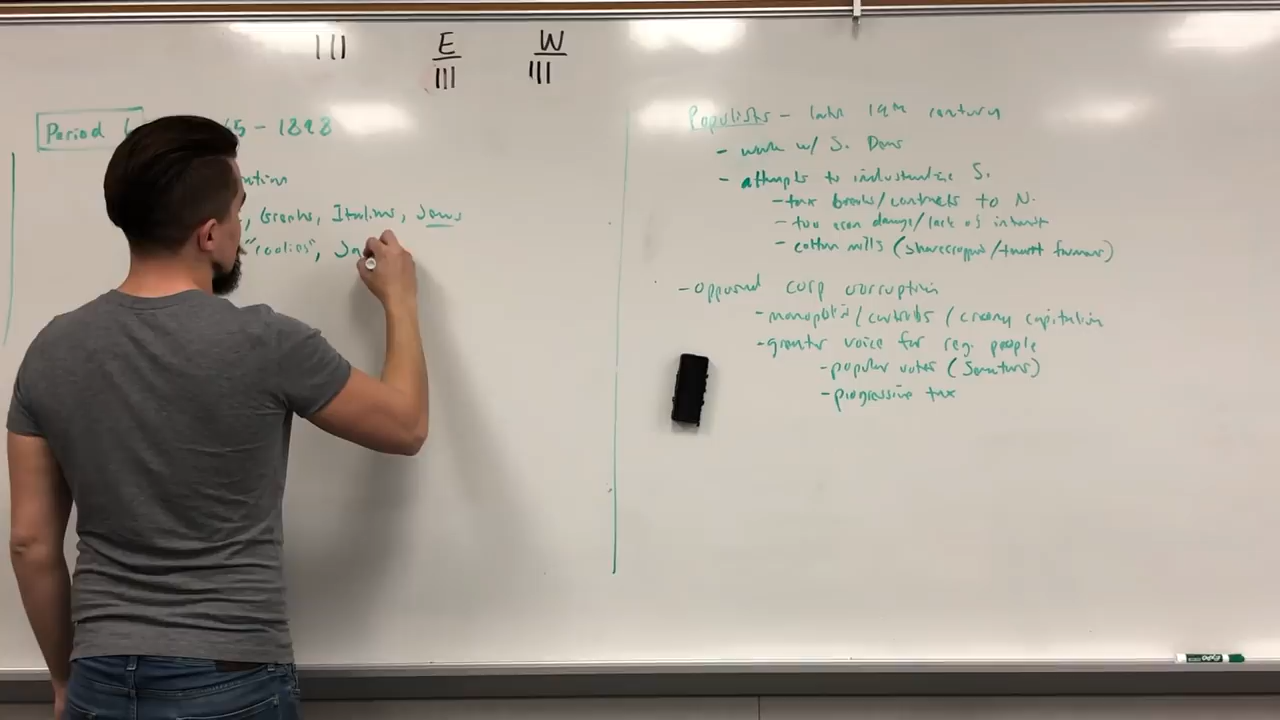 E W
Period 6 5-1898
Greeks, Italians, Jews
"coolies", Ja
Populists - late 19th century
- work w/ S. Dems
- attempts to industrialize S.
- tax breaks/contracts to N.
- too econ damage/lack of interest
- cotton mills (sharecroppers/tenant farmers)
- opposed corp corruption
- monopolies/ / crony capitalism
- greater voice for reg. people
- popular votes (Senators)
- progressive tax
EXPO